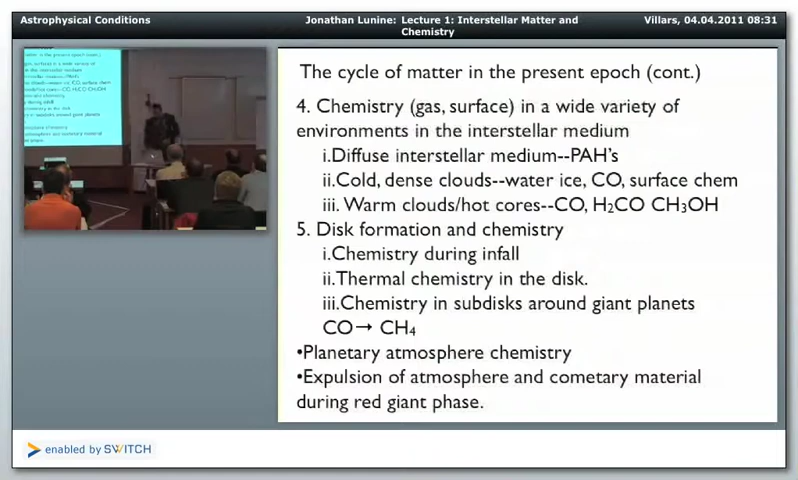 Astrophysical Conditions
Jonathan Lunine: Lecture 1: Interstellar Matter and
Chemistry
Villars, 04.04.2011 08:31
The cycle of matter in the present epoch (cont.)
4. Chemistry (gas, surface) in a wide variety of
environments in the interstellar medium
i.Diffuse interstellar medium--PAH's
ii.Cold, dense clouds--water ice, CO, surface chem
iii. Warm clouds/hot cores--CO, H₂CO CH₃OH
5. Disk formation and chemistry
i.Chemistry during infall
ii.Thermal chemistry in the disk.
iii.Chemistry in subdisks around giant planets
CO→ CH₄
•Planetary atmosphere chemistry
•Expulsion of atmosphere and cometary material
during red giant phase.
enabled by SWITCH